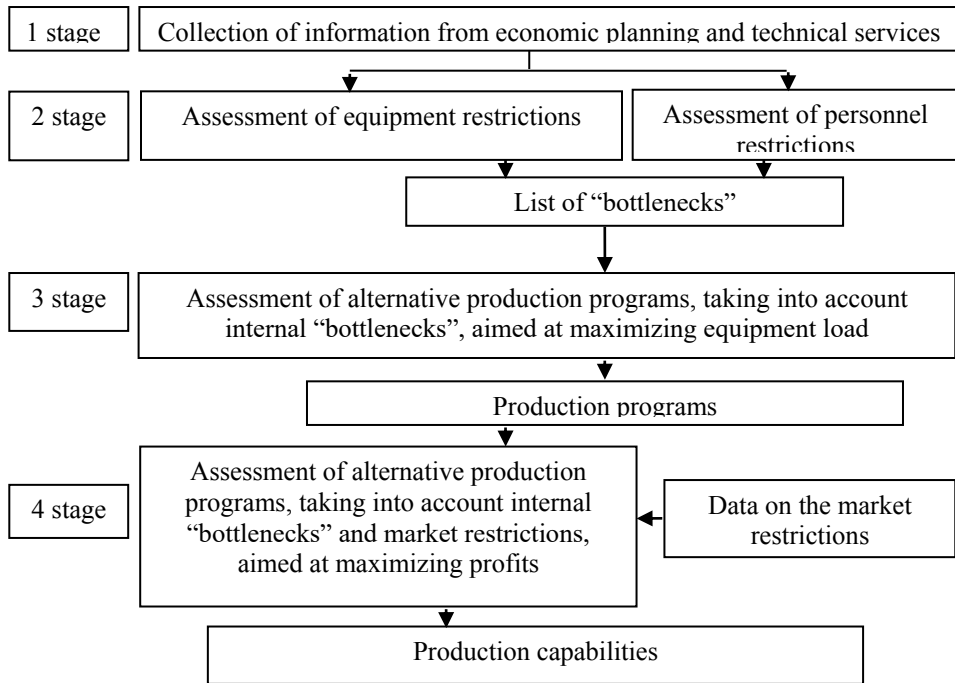 1 stage
Collection of information from economic planning and technical services
2 stage
Assessment of equipment restrictions
Assessment of personnel
restrictions
List of “bottlenecks”
3 stage
Assessment of alternative production programs, taking into account
internal “bottlenecks”, aimed at maximizing equipment load
Production programs
4 stage
Assessment of alternative production
programs, taking into account internal
“bottlenecks” and market restrictions,
aimed at maximizing profits
Data on the market
restrictions
Production capabilities